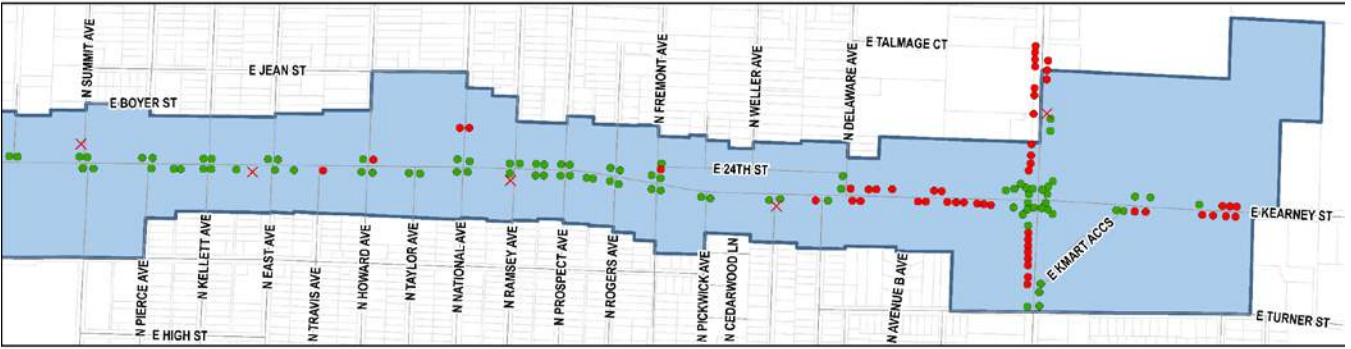 N SUMMIT AVE
E JEAN ST
E BOYER ST
N FREMONT AVE
N WELLER AVE
N DELAWARE AVE
E TALMAGE CT
E 24TH ST
E KEARNEY ST
E KMART ACCS
N PIERCE AVE
N KELLETT AVE
N EAST AVE
N TRAVIS AVE
N HOWARD AVE
N TAYLOR AVE
N NATIONAL AVE
N RAMSEY AVE
N PROSPECT AVE
N ROGERS AVE
N PICKWICK AVE
N CEDARWOOD LN
N AVENUE B AVE
E HIGH ST
E TURNER ST